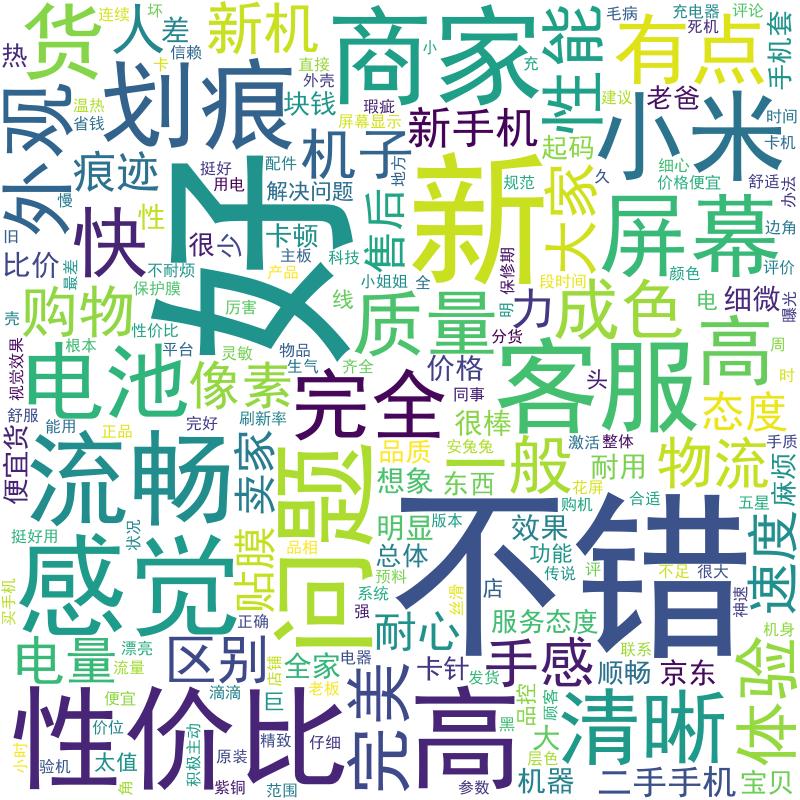 热
连续
坏
货
人
差
卡
信赖
新机
直接
外壳
小
商家
充
性能
毛病
充电器
死机
评论
有点
手机套
外观
温热
省钱
划痕
块钱
瑕疵
屏幕显示
新手机
建议
老爸
小米
时间
卡机
痕迹
机子
挺好
用电
配件
地方
解决问题
起码
规范
久
细心
价格便宜
舒适
办法
慢
旧
快
性
很
少
好
卡顿
售后
新
大家
屏幕
边角
比价
最差
不耐烦
保护膜
产品
主板
科技
小姐姐
全
保修期
段时间
颜色
评价
壳
购物
性价比
厉害
线
质量
明
力
分货
成色
电
细微
曝光
视觉效果
根本
平台
灵敏
物品
生气
齐全
价格
同事
客服
头
高
周
时
电池
像素
完全
舒服
能用
正品
完好
刷新率
很棒
态度
便宜货
流畅
卖家
问题
品质
安兔兔
一般
激活
整体
物流
手质
麻烦
想象
东西
花屏
耐用
购机
合适
五星
挺好用
状况
感觉
贴膜
品相
明显
版本
效果
不错
速度
总体
功能
传说
评
不足
很大
神速
预料
系统
丝滑
店
买手机
正确
强
耐心
服务态度
联系
机身
电量
漂亮
流量
区别
店铺
全家
电器
卡针
手感
发货
顺畅
京东
体验
便宜
滴滴
巨
老板
完美
高
黑
品控
顾客
清晰
性价比
小时
验机
价位
太值
角
积极主动
原装
紫铜
精致
仔细
范围
参数
大
层色
机器
二手手机
宝贝